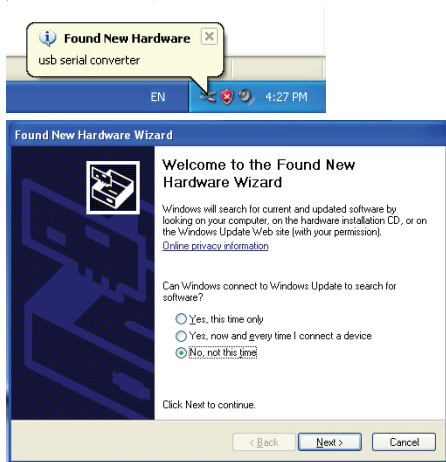 Found New Hardware
usb serial converter
EN
4:27 PM
Found New Hardware Wizard
Welcome to the Found New
Hardware Wizard
Windows will search for current and updated software by
looking on your computer, on the hardware installation CD, or on
the Windows Update Web site (with your permission).
Online privacy information
Can Windows connect to Windows Update to search for
software?
Yes, this time only
Yes, now and every time I connect a device
No, not this time
Click Next to continue.
< Back
Next >
Cancel